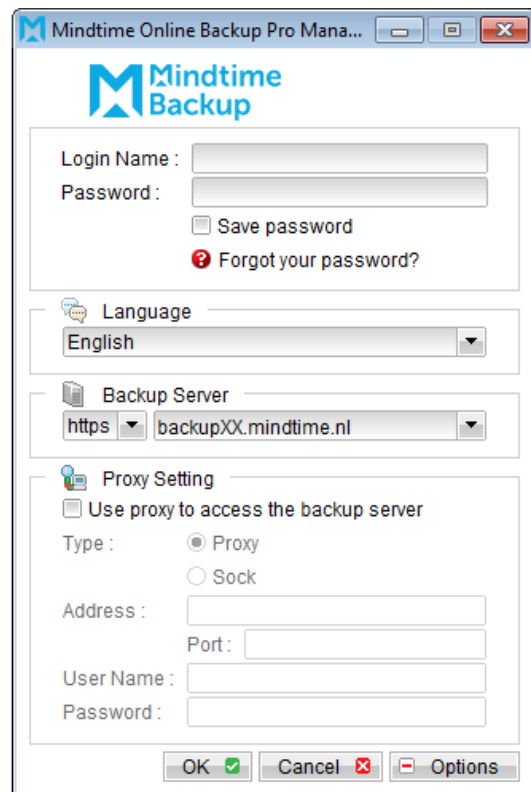 Mindtime Online Backup Pro Mana...
Mindtime
Backup
Login Name :
Password :
Save password
Forgot your password?
Language
English
Backup Server
https backupXX.mindtime.nl
Proxy Setting
Use proxy to access the backup server
Type : Proxy
Sock
Address :
Port :
User Name :
Password :
OK Cancel Options